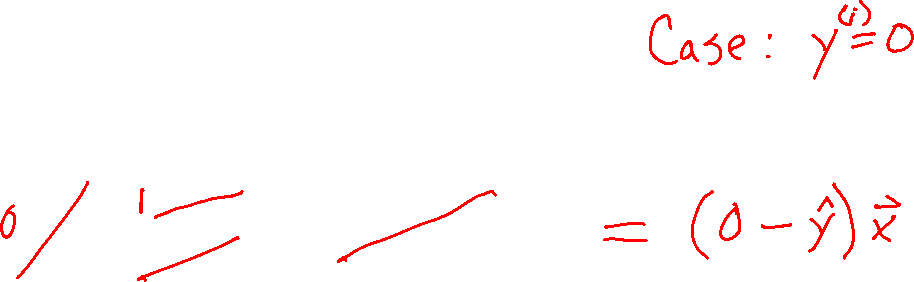 Case: y^(i) = 0
0 1 = (0 - ŷ) x⃗